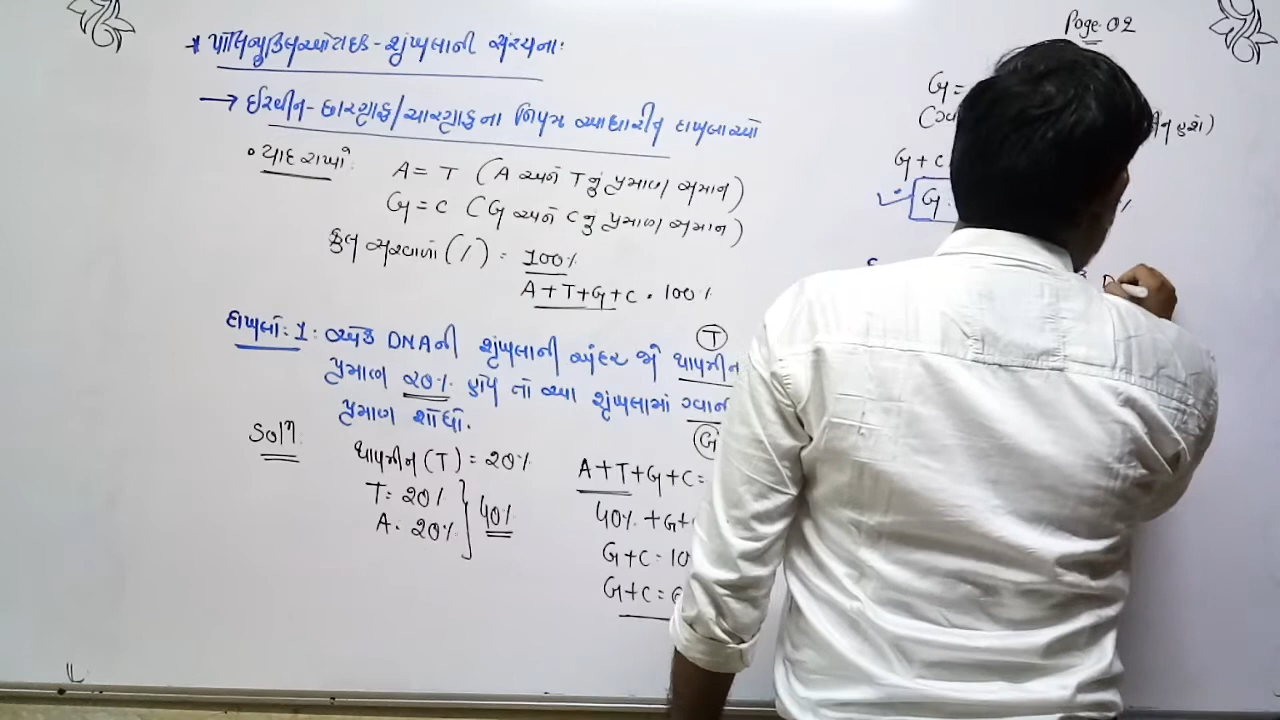 Page: 02
* પોલિન્યુક્લિઓટાઇડ - શૃંખલાની સંરચના:
→ ઈરવીન - છારગ્રાફ/ચારગ્રાફના નિયમ આધારીત દાખલાઓ
• યાદ રાખો:
A = T (A અને T નું પ્રમાણ સમાન)
G = C (G અને C નું પ્રમાણ સમાન)
કુલ સરવાળો (%) = 100%
A+T+G+C = 100%
દાખલો: 1: એક DNA ની શૃંખલાની અંદર જો થાયમીન
(T)
પ્રમાણ 20% હોય તો આ શૃંખલામાં
પ્રમાણ શોધો.
(G)
Soln:
થાયમીન (T) = 20%
T = 20%
A = 20%
40%
A+T+G+C =
40% + G+
G+C = 10
G+C =
G =
G + C
G